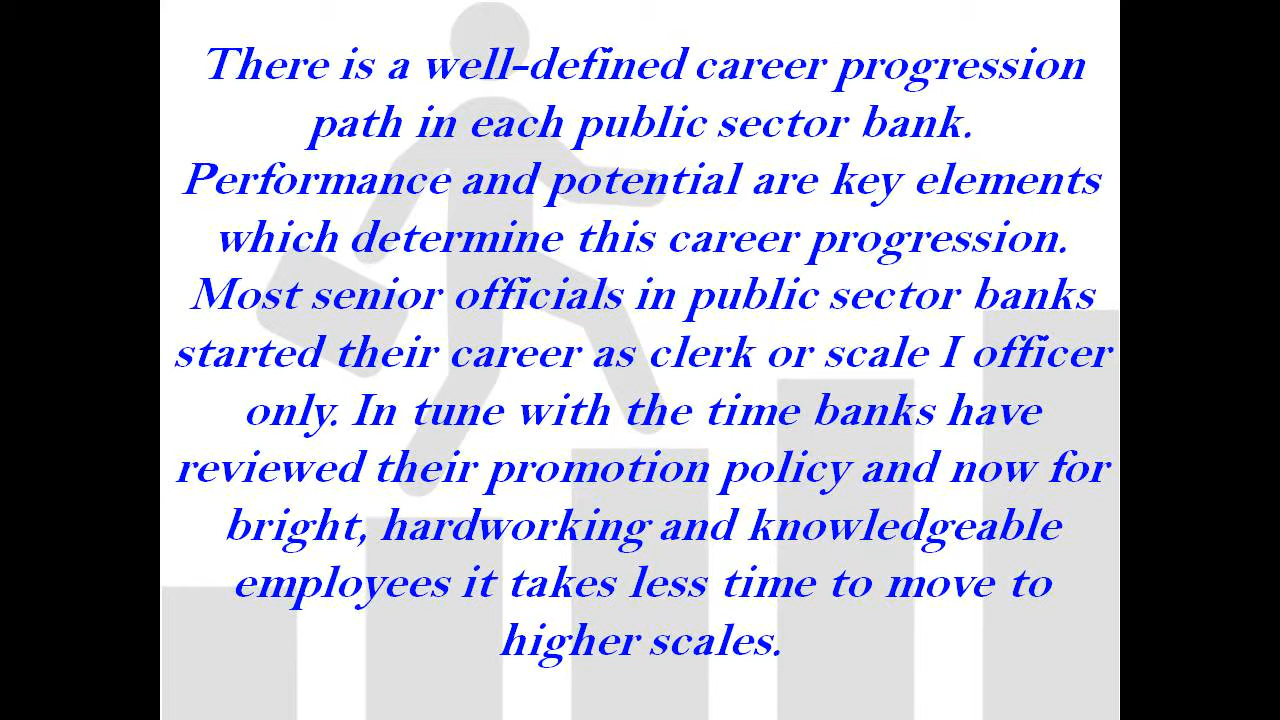 There is a well-defined career progression
path in each public sector bank.
Performance and potential are key elements
which determine this career progression.
Most senior officials in public sector banks
started their career as clerk or scale I officer
only. In tune with the time banks have
reviewed their promotion policy and now for
bright, hardworking and knowledgeable
employees it takes less time to move to
higher scales.